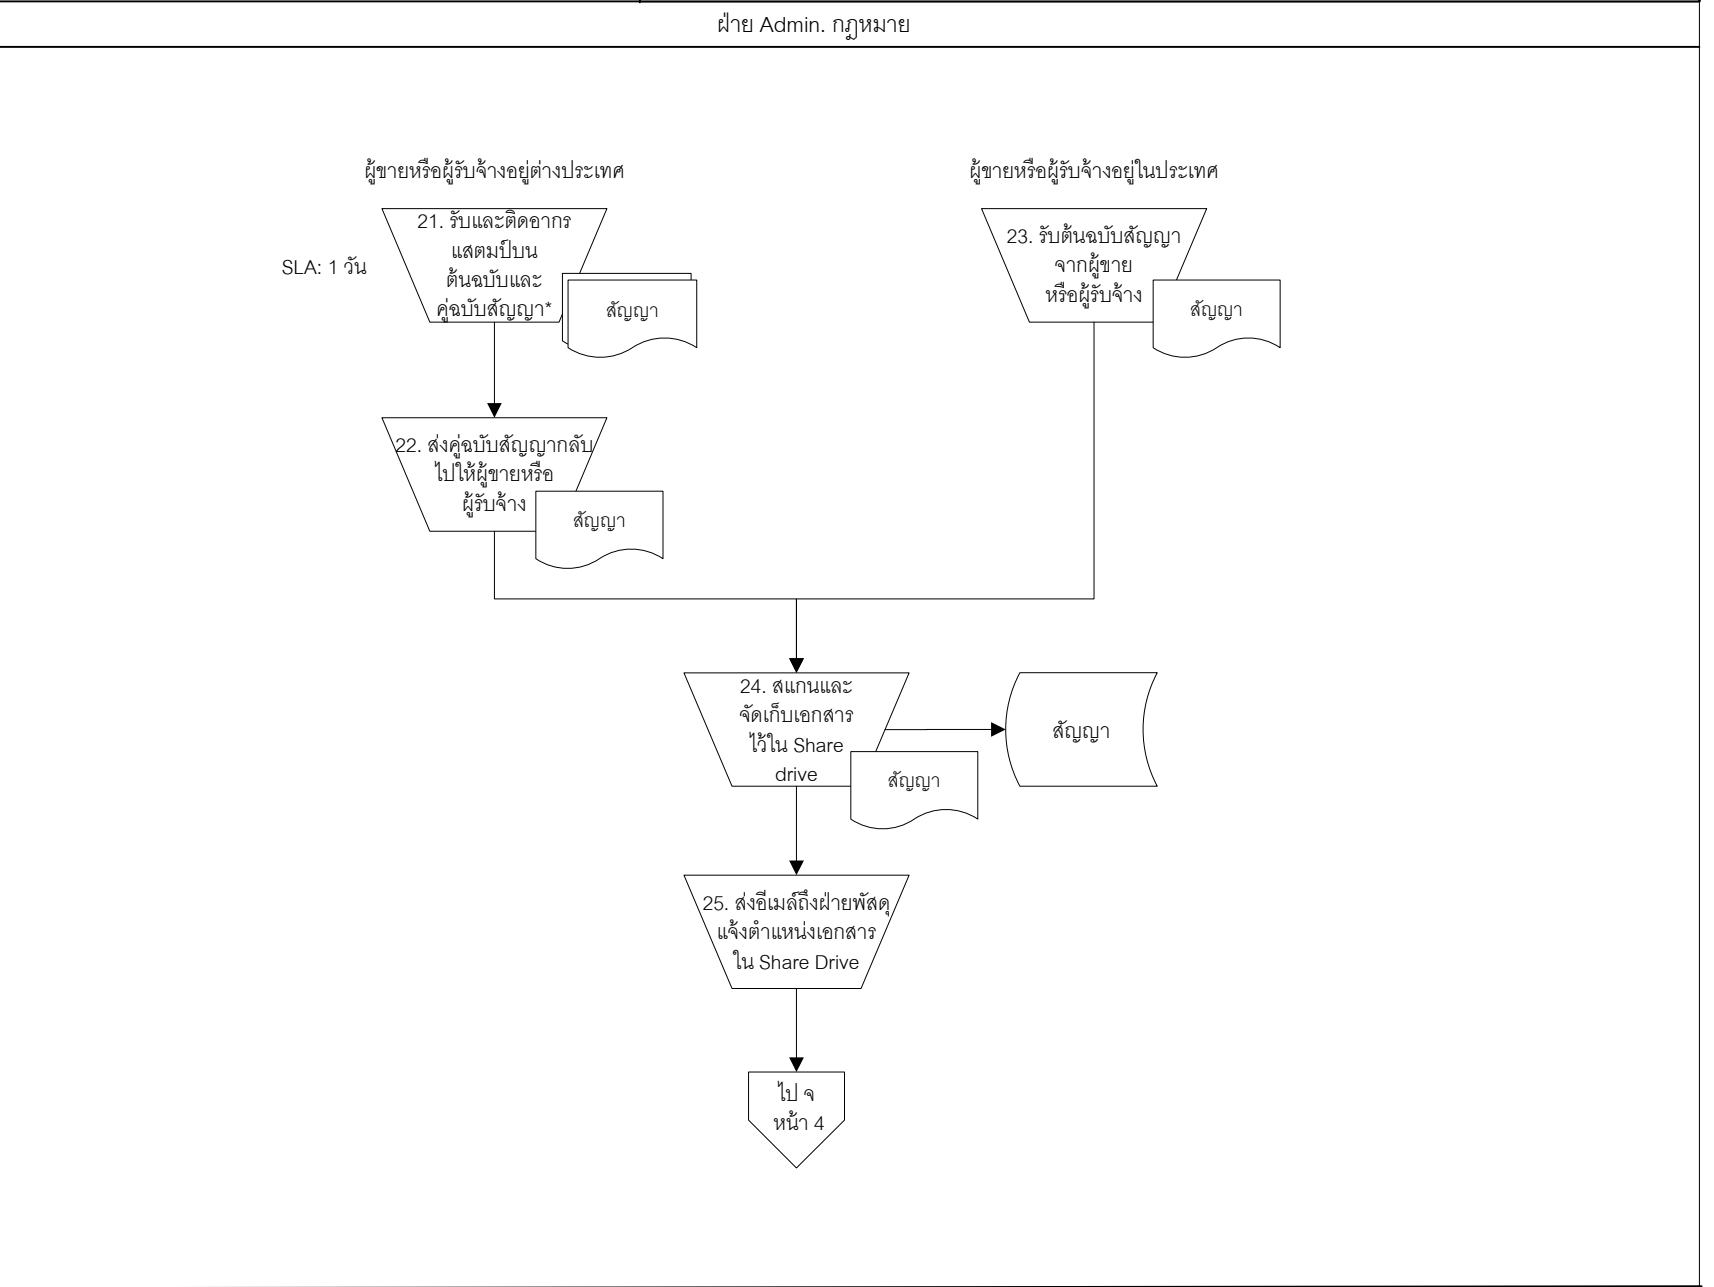 ฝ่าย Admin. กฎหมาย
ผู้ขายหรือผู้รับจ้างอยู่ต่างประเทศ
ผู้ขายหรือผู้รับจ้างอยู่ในประเทศ
SLA: 1 วัน
21. รับและติดอากร
แสตมป์บน
ต้นฉบับและ
คู่ฉบับสัญญา*
สัญญา
23. รับต้นฉบับสัญญา
จากผู้ขาย
หรือผู้รับจ้าง
สัญญา
22. ส่งคู่ฉบับสัญญากลับ
ไปให้ผู้ขายหรือ
ผู้รับจ้าง
สัญญา
24. สแกนและ
จัดเก็บเอกสาร
ไว้ใน Share
drive
สัญญา
สัญญา
25. ส่งอีเมล์ถึงฝ่ายพัสดุ
แจ้งตำแหน่งเอกสาร
ใน Share Drive
ไป จ
หน้า 4